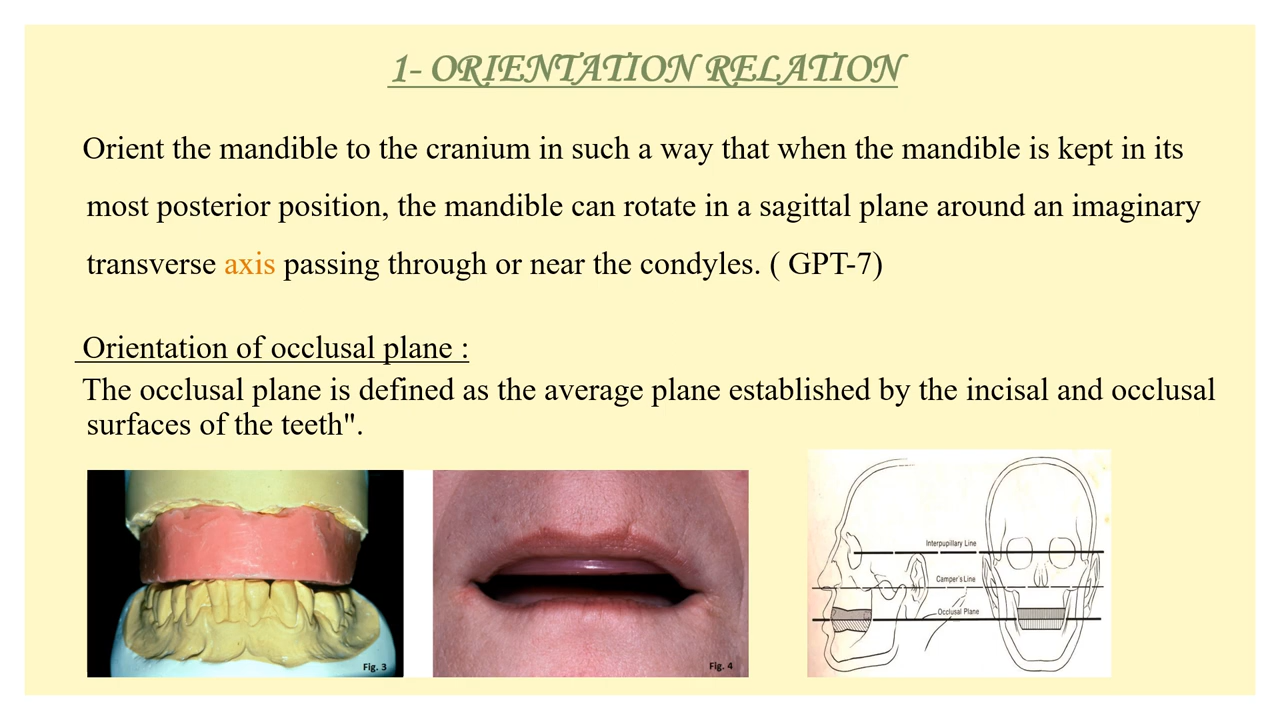 1- ORIENTATION RELATION
Orient the mandible to the cranium in such a way that when the mandible is kept in its
most posterior position, the mandible can rotate in a sagittal plane around an imaginary
transverse axis passing through or near the condyles. ( GPT-7)
Orientation of occlusal plane :
The occlusal plane is defined as the average plane established by the incisal and occlusal
surfaces of the teeth".
Fig. 3
Fig. 4
Interpupillary Line
Camper's Line
Occlusal Plane